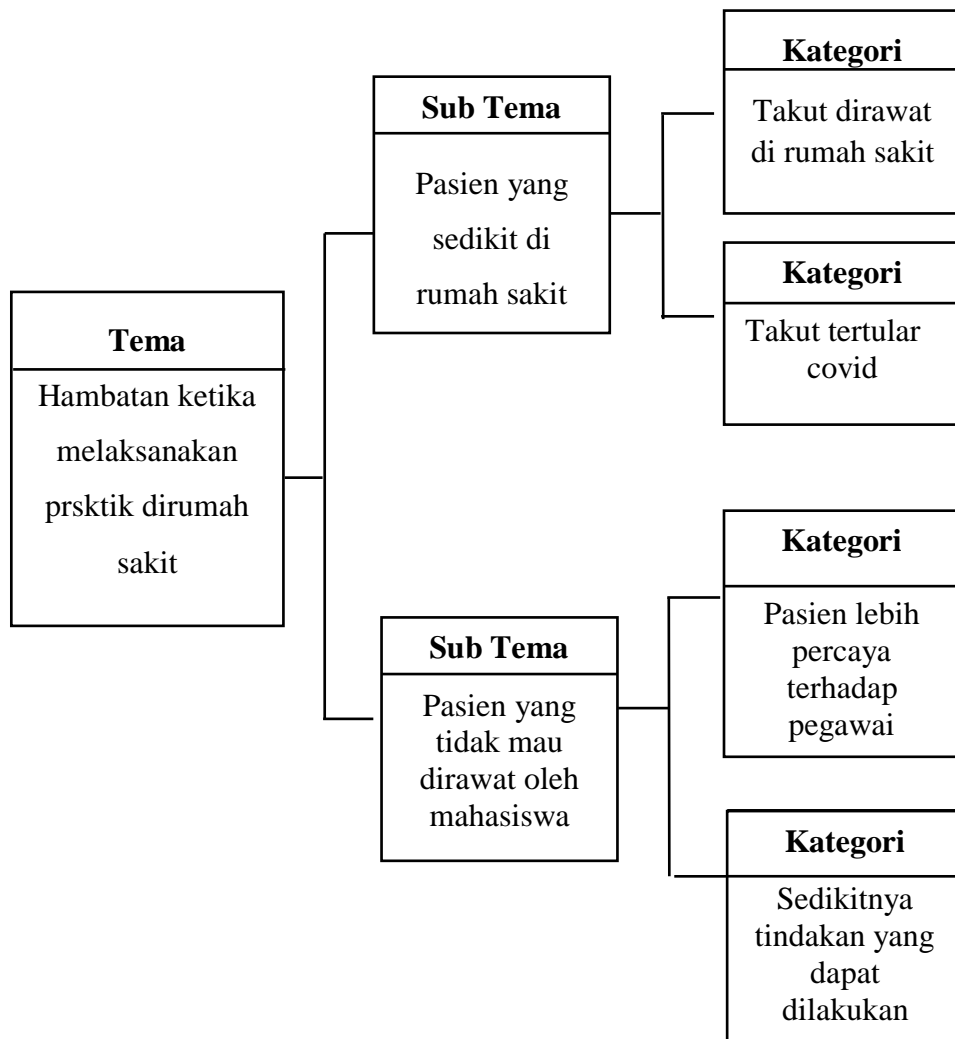 Tema
Hambatan ketika
melaksanakan
prsktik dirumah
sakit
Sub Tema
Pasien yang
sedikit di
rumah sakit
Kategori
Takut dirawat
di rumah sakit
Kategori
Takut tertular
covid
Sub Tema
Pasien yang
tidak mau
dirawat oleh
mahasiswa
Kategori
Pasien lebih
percaya
terhadap
pegawai
Kategori
Sedikitnya
tindakan yang
dapat
dilakukan